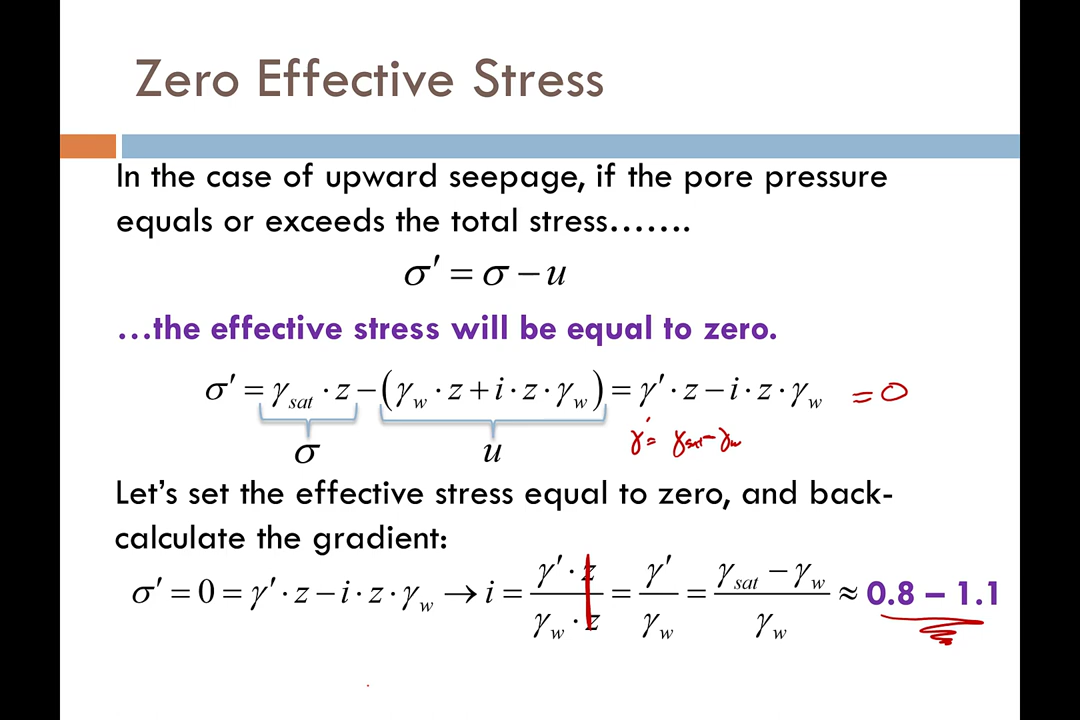 Zero Effective Stress
In the case of upward seepage, if the pore pressure
equals or exceeds the total stress…….
σ′ = σ − u
…the effective stress will be equal to zero.
σ′ = γsat · z − (γw · z + i · z · γw) = γ′ · z − i · z · γw = 0
σ u γ′ = γsat − γw
Let's set the effective stress equal to zero, and back-
calculate the gradient:
σ′ = 0 = γ′ · z − i · z · γw → i = γ′ · z / γw · z = γ′ / γw = γsat − γw / γw ≈ 0.8 – 1.1